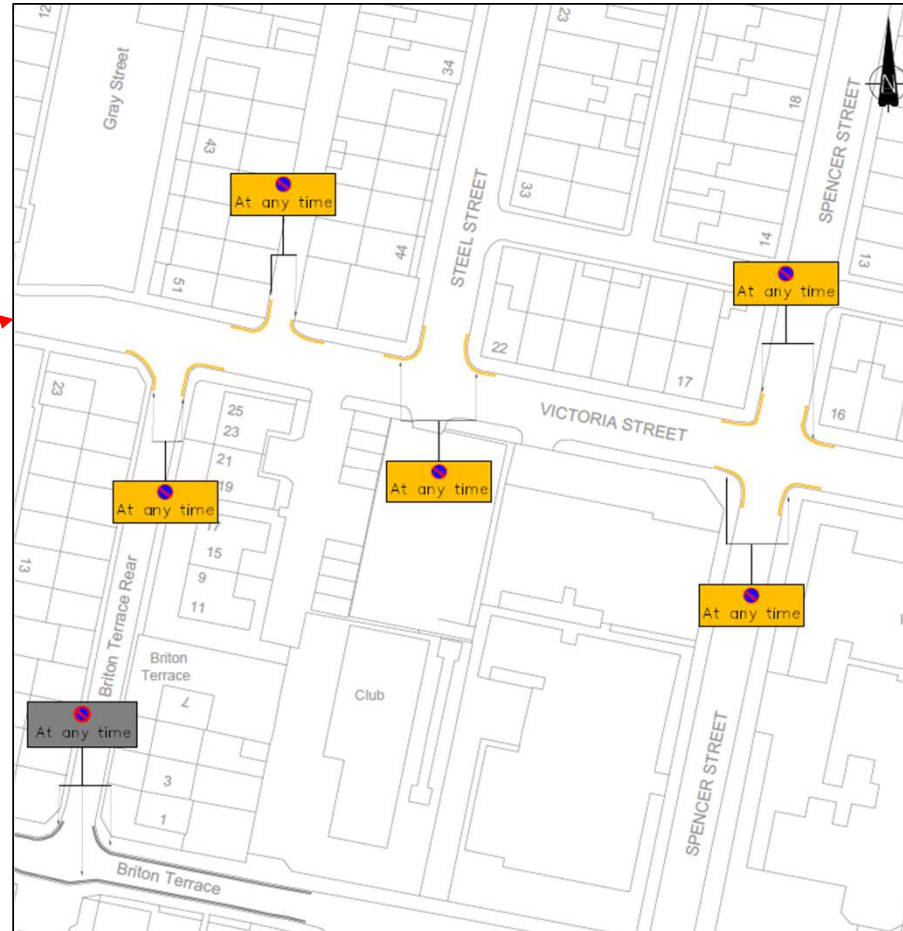 12
Gray Street
34
23
18
SPENCER STREET
N
43
At any time
33
14
13
STEEL STREET
44
At any time
51
22
17
VICTORIA STREET
16
23
25
23
21
19
At any time
At any time
17
15
9
11
13
Briton Terrace Rear
At any time
Briton
Terrace
7
Club
At any time
3
1
SPENCER STREET
Briton Terrace